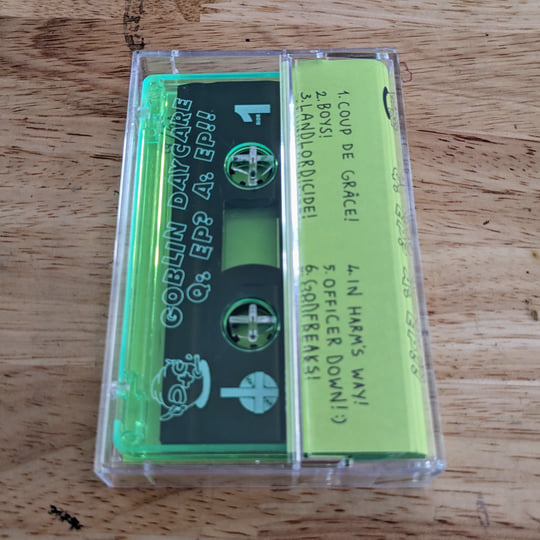 GOBLIN DAYCARE
Q: EP? A: EP!!
1
1. COUP DE GRÂCE!
2. BOYS!
3. LANDLORDICIDE!
4. IN HARM'S WAY!
5. OFFICER DOWN! :)
6. GODFREAKS!